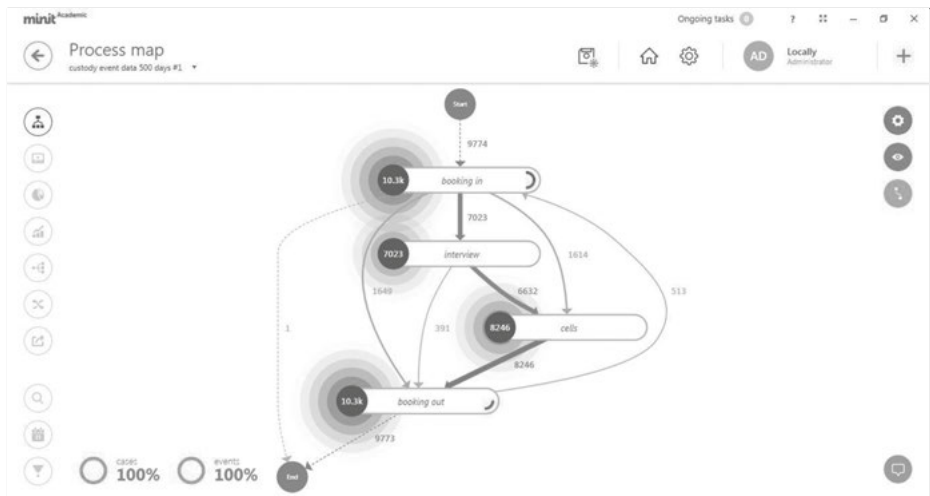 minit Academic
Ongoing tasks 0 ?
Process map
custody event data 500 days #1
AD
Locally
Administrator
Start
9774
10.3k booking in
7023
7023 interview
1614
1649
6632
513
8246 cells
1
391
8246
10.3k booking out
9773
cases
100%
events
100%
End